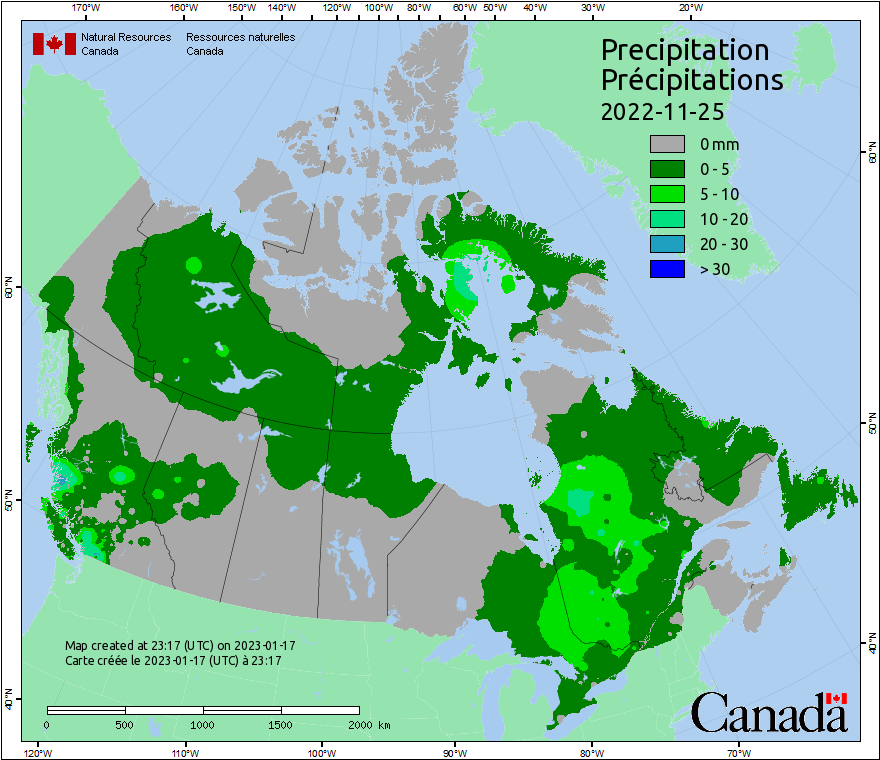 170°W 160°W 150°W 140°W 120°W 100°W 80°W 60°W 50°W 40°W 30°W 20°W
Natural Resources Ressources naturelles
Canada Canada
Precipitation
Précipitations
2022-11-25
0 mm
0 - 5
5 - 10
10 - 20
20 - 30
> 30
60°N
50°N
40°N
60°N
50°N
40°N
Map created at 23:17 (UTC) on 2023-01-17
Carte créée le 2023-01-17 (UTC) à 23:17
0 500 1000 1500 2000 km
Canada
120°W 110°W 100°W 90°W 80°W 70°W